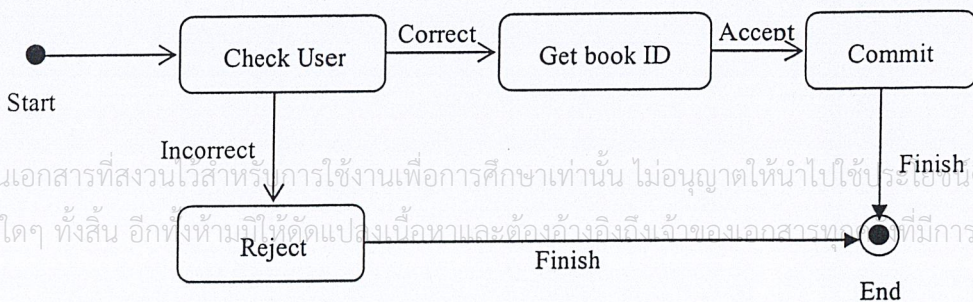 Start
Check User
Correct
Get book ID
Accept
Commit
Incorrect
Finish
นเอกสารที่สงวนไว้สำหรับการใช้งานเพื่อการศึกษาเท่านั้น ไม่อนุญาตให้นำไปใช้ประโยชน์
ใดๆ ทั้งสิ้น อีกทั้งห้ามมิให้ดัดแปลงเนื้อหาและต้องอ้างอิงถึงเจ้าของเอกสารทุกครั้งที่มีการ
Reject
Finish
End